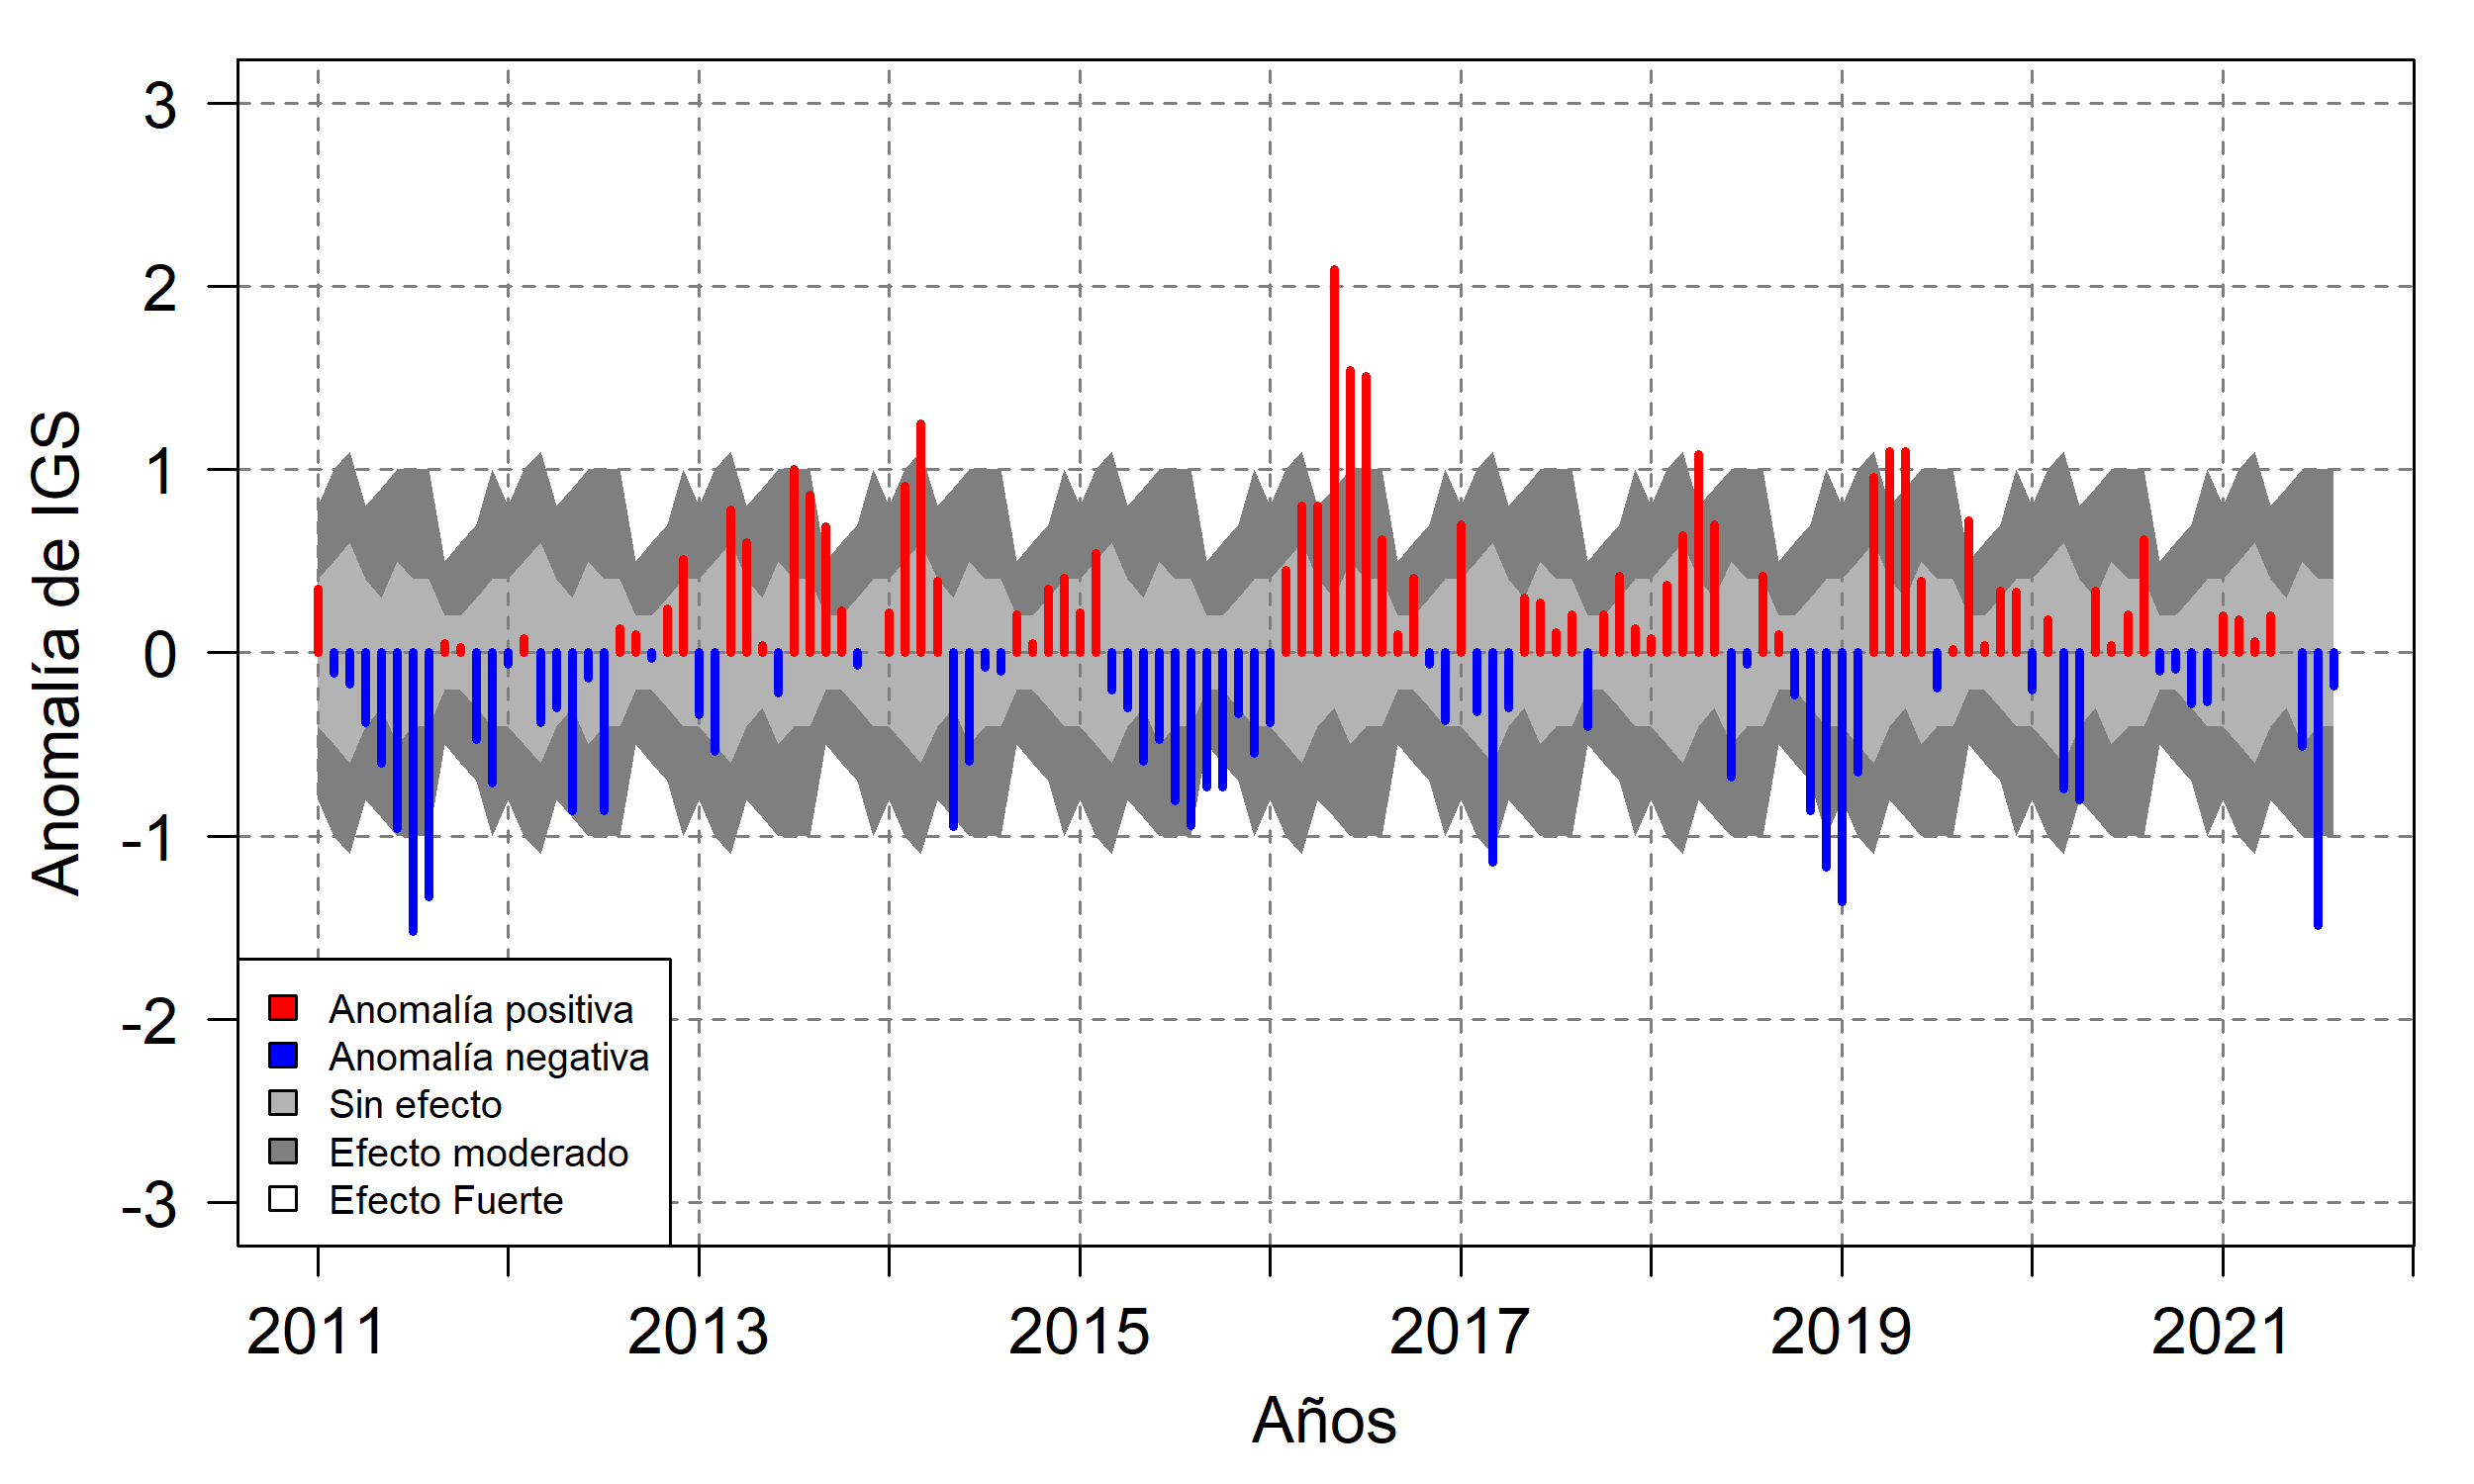 3
2
1
0
-1
-2
-3
Anomalía de IGS
Anomalía positiva
Anomalía negativa
Sin efecto
Efecto moderado
Efecto Fuerte
2011 2013 2015 2017 2019 2021
Años